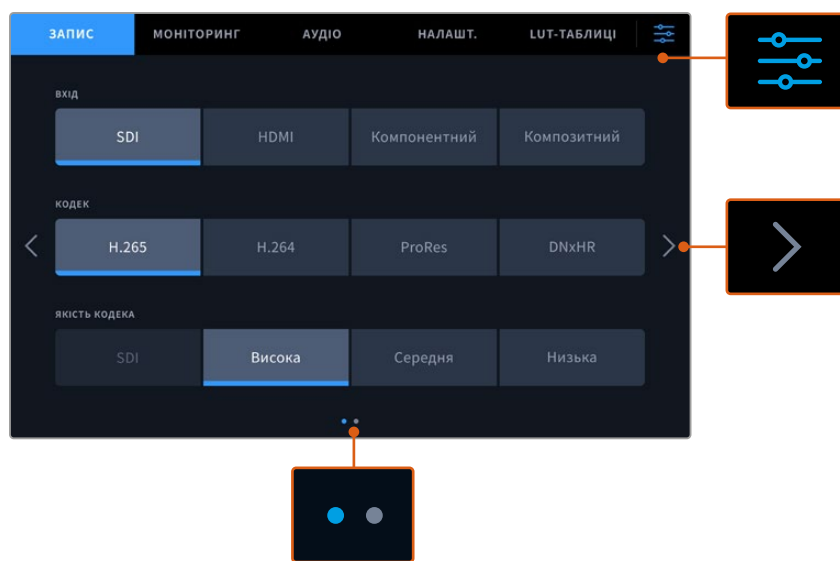 ЗАПИС МОНІТОРИНГ АУДІО НАЛАШТ. LUT-ТАБЛИЦІ
ВХІД
SDI HDMI Компонентний Композитний
КОДЕК
H.265 H.264 ProRes DNxHR
ЯКІСТЬ КОДЕКА
SDI Висока Середня Низька